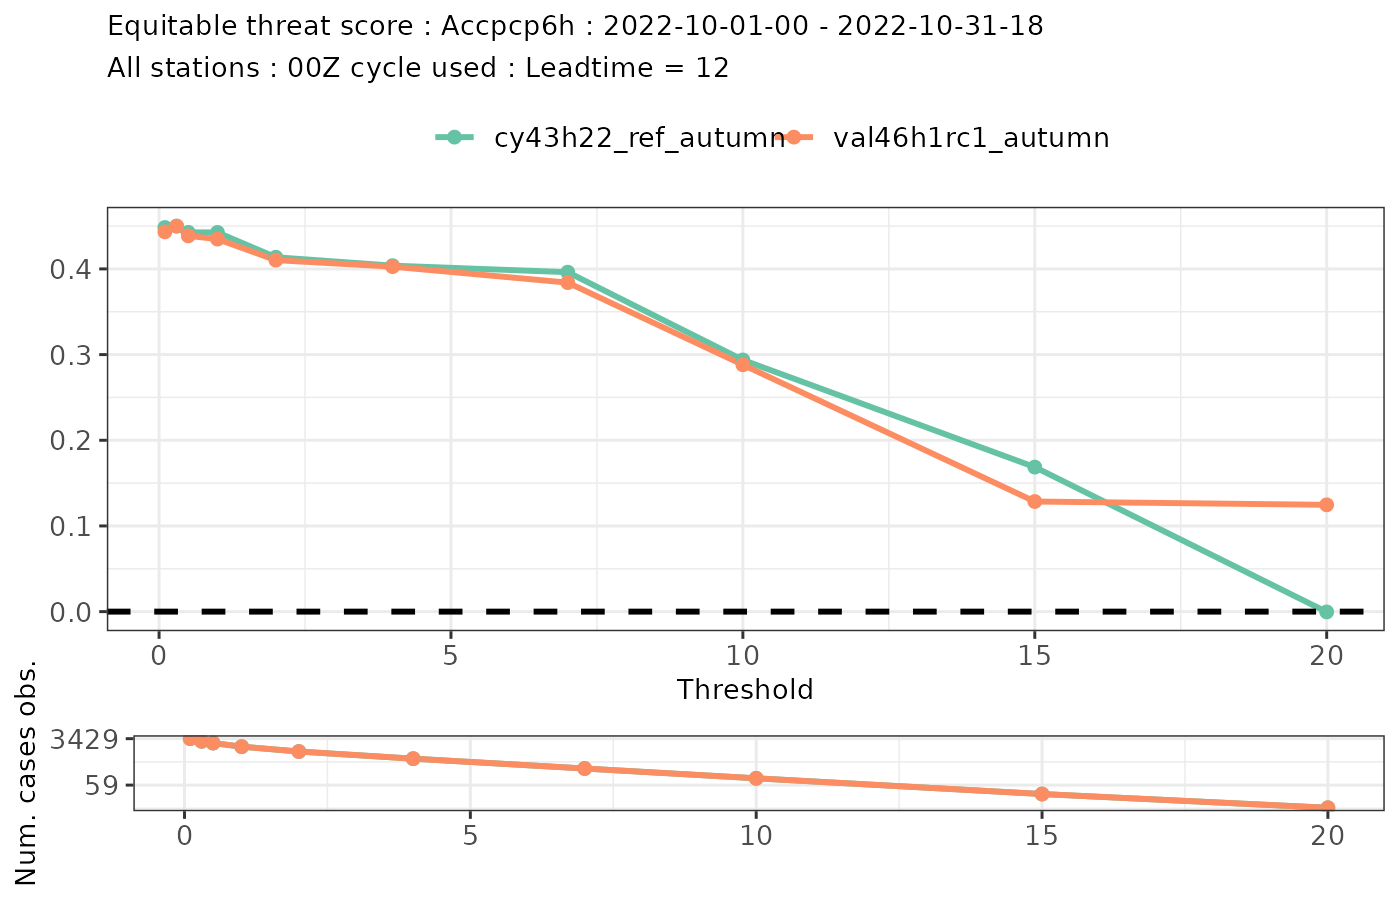 Equitable threat score : Accpcp6h : 2022-10-01-00 - 2022-10-31-18
All stations : 00Z cycle used : Leadtime = 12
cy43h22_ref_autumn val46h1rc1_autumn
0.4
0.3
0.2
0.1
0.0
0 5 10 15 20
Threshold
Num. cases obs.
3429
59
0 5 10 15 20